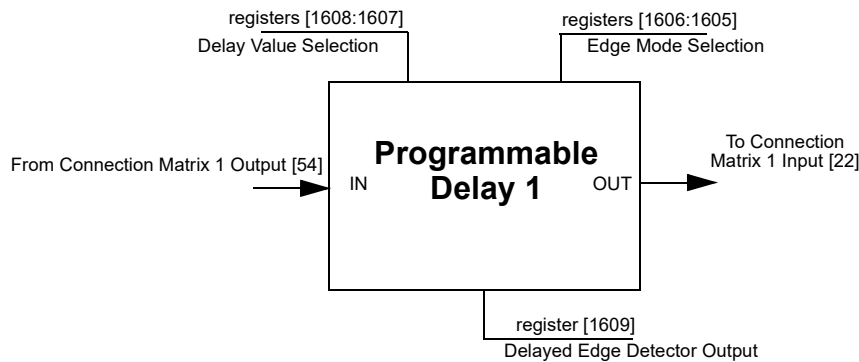 registers [1608:1607]
Delay Value Selection
registers [1606:1605]
Edge Mode Selection
From Connection Matrix 1 Output [54]
IN
Programmable
Delay 1
OUT
To Connection
Matrix 1 Input [22]
register [1609]
Delayed Edge Detector Output